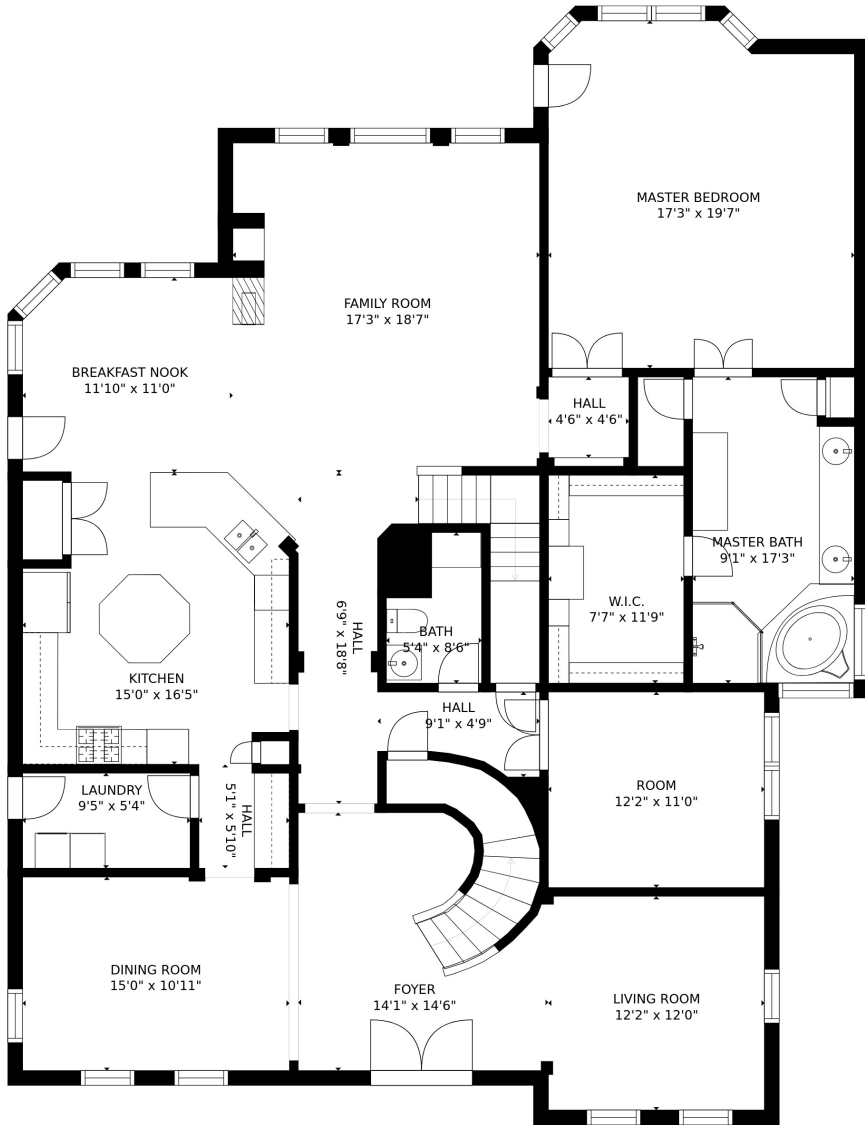 MASTER BEDROOM
17'3" x 19'7"
FAMILY ROOM
17'3" x 18'7"
BREAKFAST NOOK
11'10" x 11'0"
HALL
4'6" x 4'6"
MASTER BATH
9'1" x 17'3"
W.I.C.
7'7" x 11'9"
HALL
6'9" x 18'8"
BATH
5'4" x 8'6"
KITCHEN
15'0" x 16'5"
HALL
9'1" x 4'9"
ROOM
12'2" x 11'0"
LAUNDRY
9'5" x 5'4"
HALL
5'1" x 5'10"
DINING ROOM
15'0" x 10'11"
FOYER
14'1" x 14'6"
LIVING ROOM
12'2" x 12'0"